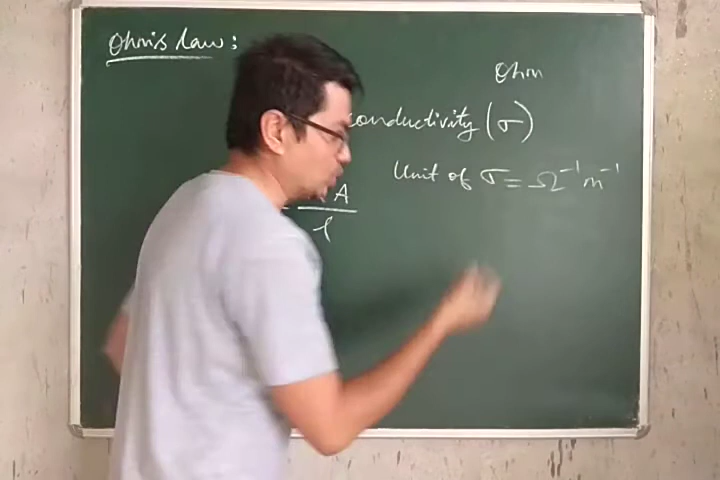 Ohm's law:
Ohm
conductivity (σ)
Unit of σ = Ω⁻¹ m⁻¹
A
l